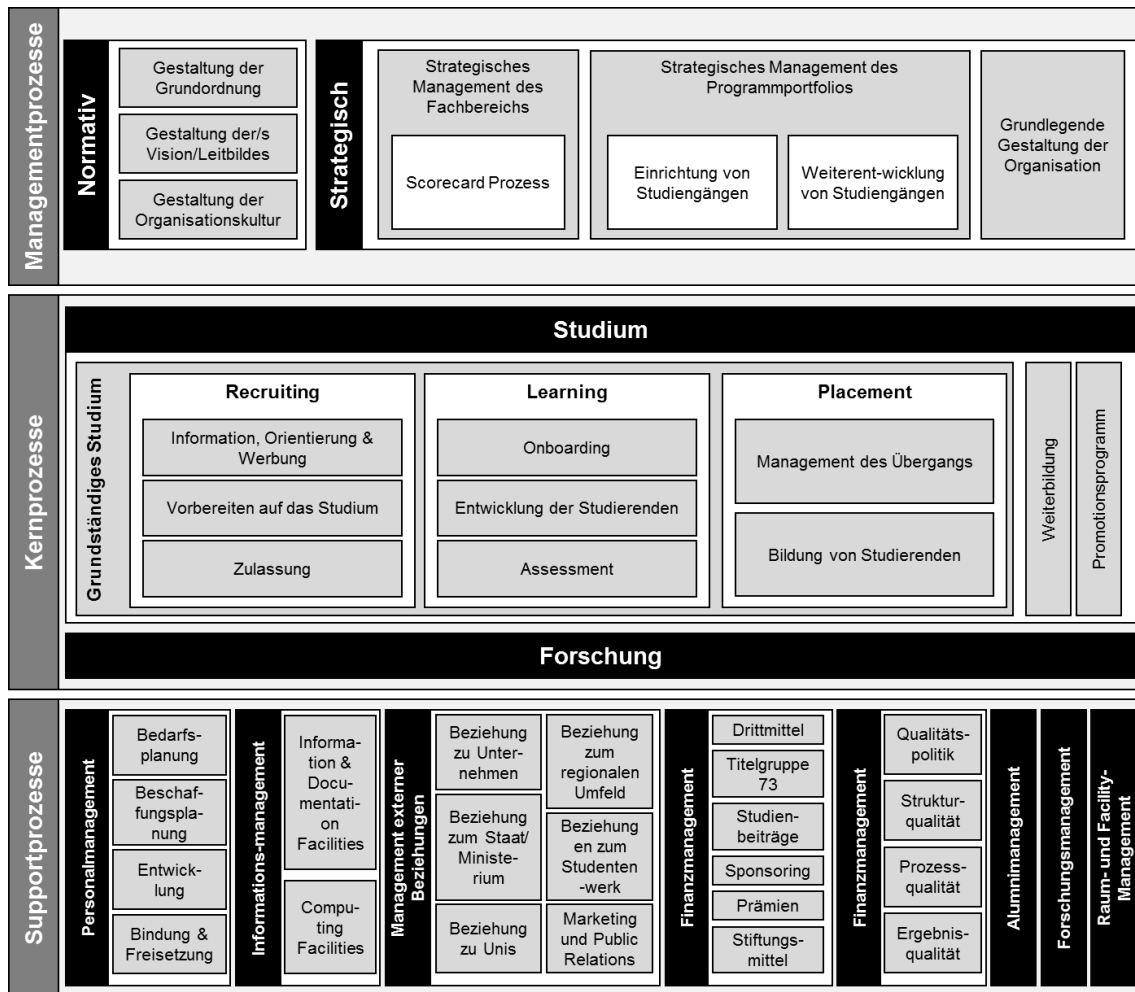 Managementprozesse
Normativ
Gestaltung der
Grundordnung
Gestaltung der/s
Vision/Leitbildes
Gestaltung der
Organisationskultur
Strategisch
Strategisches
Management des
Fachbereichs
Scorecard Prozess
Strategisches Management des
Programmportfolios
Einrichtung von
Studiengängen
Weiterent-wicklung
von Studiengängen
Grundlegende
Gestaltung der
Organisation
Kernprozesse
Studium
Grundständiges Studium
Recruiting
Information, Orientierung &
Werbung
Vorbereiten auf das Studium
Zulassung
Learning
Onboarding
Entwicklung der Studierenden
Assessment
Placement
Management des Übergangs
Bildung von Studierenden
Weiterbildung
Promotionsprogramm
Forschung
Supportprozesse
Personalmanagement
Bedarfs-
planung
Beschaf-
fungspla-
nung
Entwick-
lung
Bindung &
Freisetzung
Informations-management
Informa-
tion &
Docu-
mentati
on
Facilities
Compu-
ting
Facilities
Management externer
Beziehungen
Beziehung
zu Unter-
nehmen
Beziehung
zum Staat/
Ministe-
rium
Beziehung
zu Unis
Beziehung
zum
regionalen
Umfeld
Beziehung
en zum
Studenten
-werk
Marketing
und Public
Relations
Finanzmanagement
Drittmittel
Titelgruppe
73
Studien-
beiträge
Sponsoring
Prämien
Stiftungs-
mittel
Finanzmanagement
Qualitäts-
politik
Struktur-
qualität
Prozess-
qualität
Ergebnis-
qualität
Alumnimanagement
Forschungsmanagement
Raum- und Facility-
Management